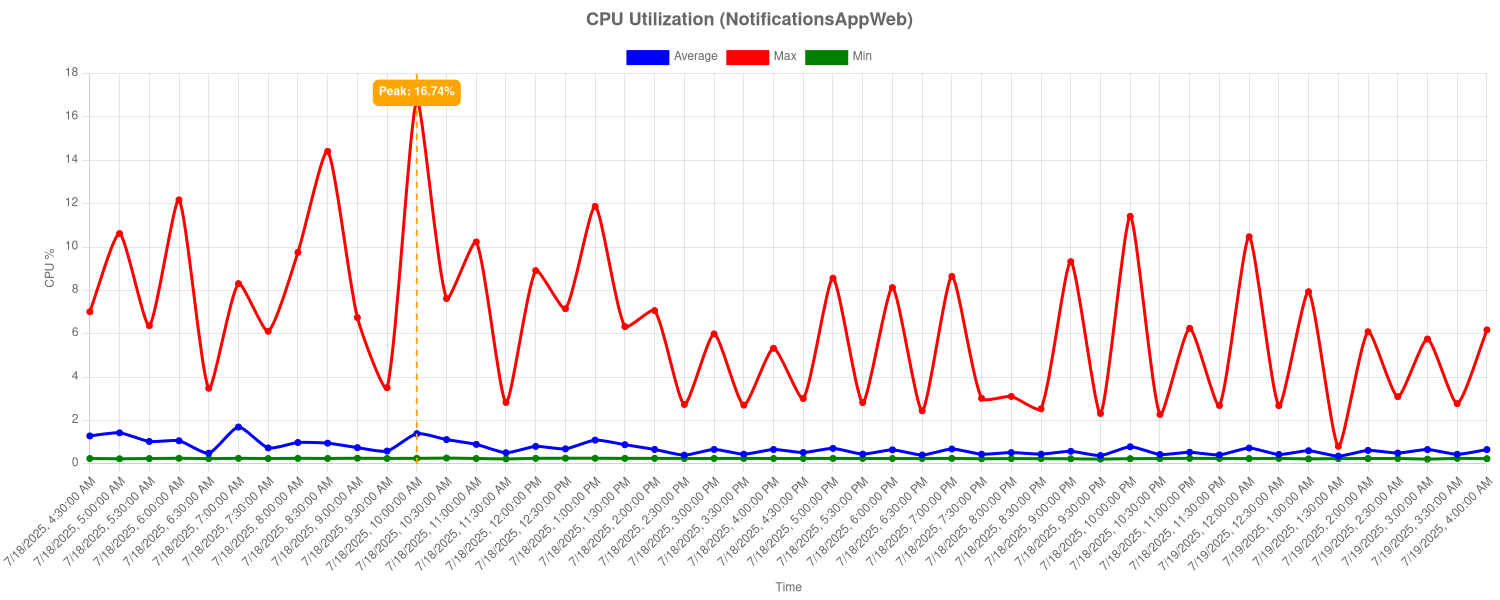 CPU Utilization (NotificationsAppWeb)
Average Max Min
Peak: 16.74%
18
16
14
12
10
8
6
4
2
0
CPU %
7/18/2025, 4:30:00 AM
7/18/2025, 5:00:00 AM
7/18/2025, 5:30:00 AM
7/18/2025, 6:00:00 AM
7/18/2025, 6:30:00 AM
7/18/2025, 7:00:00 AM
7/18/2025, 7:30:00 AM
7/18/2025, 8:00:00 AM
7/18/2025, 8:30:00 AM
7/18/2025, 9:00:00 AM
7/18/2025, 9:30:00 AM
7/18/2025, 10:00:00 AM
7/18/2025, 10:30:00 AM
7/18/2025, 11:00:00 AM
7/18/2025, 11:30:00 AM
7/18/2025, 12:00:00 PM
7/18/2025, 12:30:00 PM
7/18/2025, 1:00:00 PM
7/18/2025, 1:30:00 PM
7/18/2025, 2:00:00 PM
7/18/2025, 2:30:00 PM
7/18/2025, 3:00:00 PM
7/18/2025, 3:30:00 PM
7/18/2025, 4:00:00 PM
7/18/2025, 4:30:00 PM
7/18/2025, 5:00:00 PM
7/18/2025, 5:30:00 PM
7/18/2025, 6:00:00 PM
7/18/2025, 6:30:00 PM
7/18/2025, 7:00:00 PM
7/18/2025, 7:30:00 PM
7/18/2025, 8:00:00 PM
7/18/2025, 8:30:00 PM
7/18/2025, 9:00:00 PM
7/18/2025, 9:30:00 PM
7/18/2025, 10:00:00 PM
7/18/2025, 10:30:00 PM
7/18/2025, 11:00:00 PM
7/18/2025, 11:30:00 PM
7/19/2025, 12:00:00 AM
7/19/2025, 12:30:00 AM
7/19/2025, 1:00:00 AM
7/19/2025, 1:30:00 AM
7/19/2025, 2:00:00 AM
7/19/2025, 2:30:00 AM
7/19/2025, 3:00:00 AM
7/19/2025, 3:30:00 AM
7/19/2025, 4:00:00 AM
Time